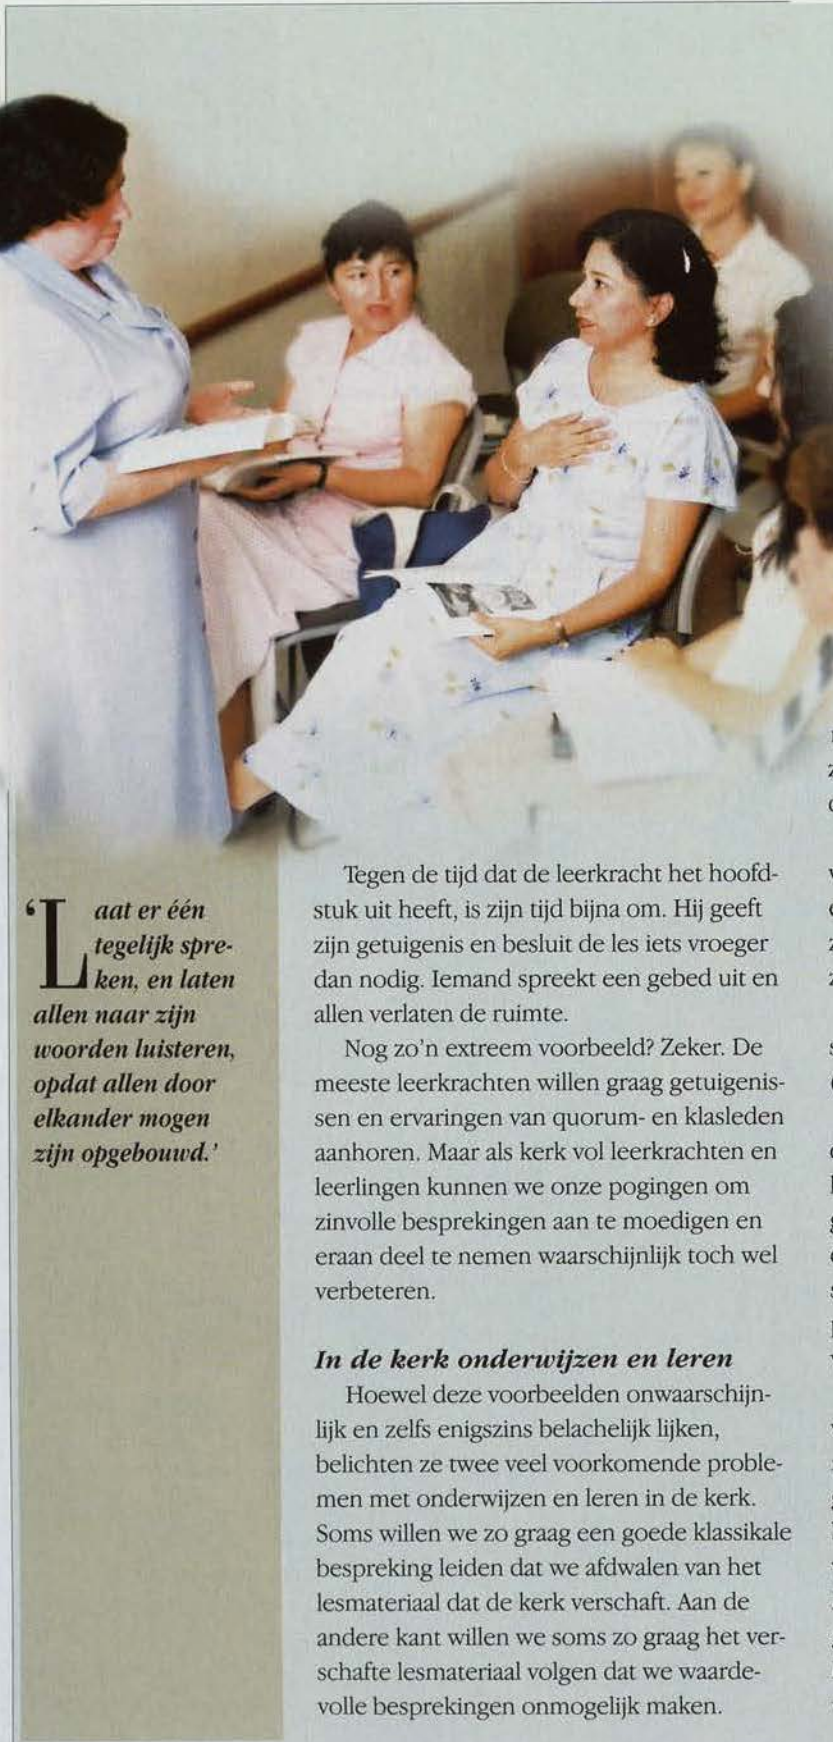 ‘Laat er één
tegelijk spre-
ken, en laten
allen naar zijn
woorden luisteren,
opdat allen door
elkander mogen
zijn opgebouwd.’
Tegen de tijd dat de leerkracht het hoofd-
stuk uit heeft, is zijn tijd bijna om. Hij geeft
zijn getuigenis en besluit de les iets vroeger
dan nodig. Iemand spreekt een gebed uit en
allen verlaten de ruimte.
Nog zo’n extreem voorbeeld? Zeker. De
meeste leerkrachten willen graag getuigenis-
sen en ervaringen van quorum- en klasleden
aanhoren. Maar als kerk vol leerkrachten en
leerlingen kunnen we onze pogingen om
zinvolle besprekingen aan te moedigen en
eraan deel te nemen waarschijnlijk toch wel
verbeteren.
In de kerk onderwijzen en leren
Hoewel deze voorbeelden onwaarschijn-
lijk en zelfs enigszins belachelijk lijken,
belichten ze twee veel voorkomende proble-
men met onderwijzen en leren in de kerk.
Soms willen we zo graag een goede klassikale
bespreking leiden dat we afdwalen van het
lesmateriaal dat de kerk verschaft. Aan de
andere kant willen we soms zo graag het ver-
schafte lesmateriaal volgen dat we waarde-
volle besprekingen onmogelijk maken.